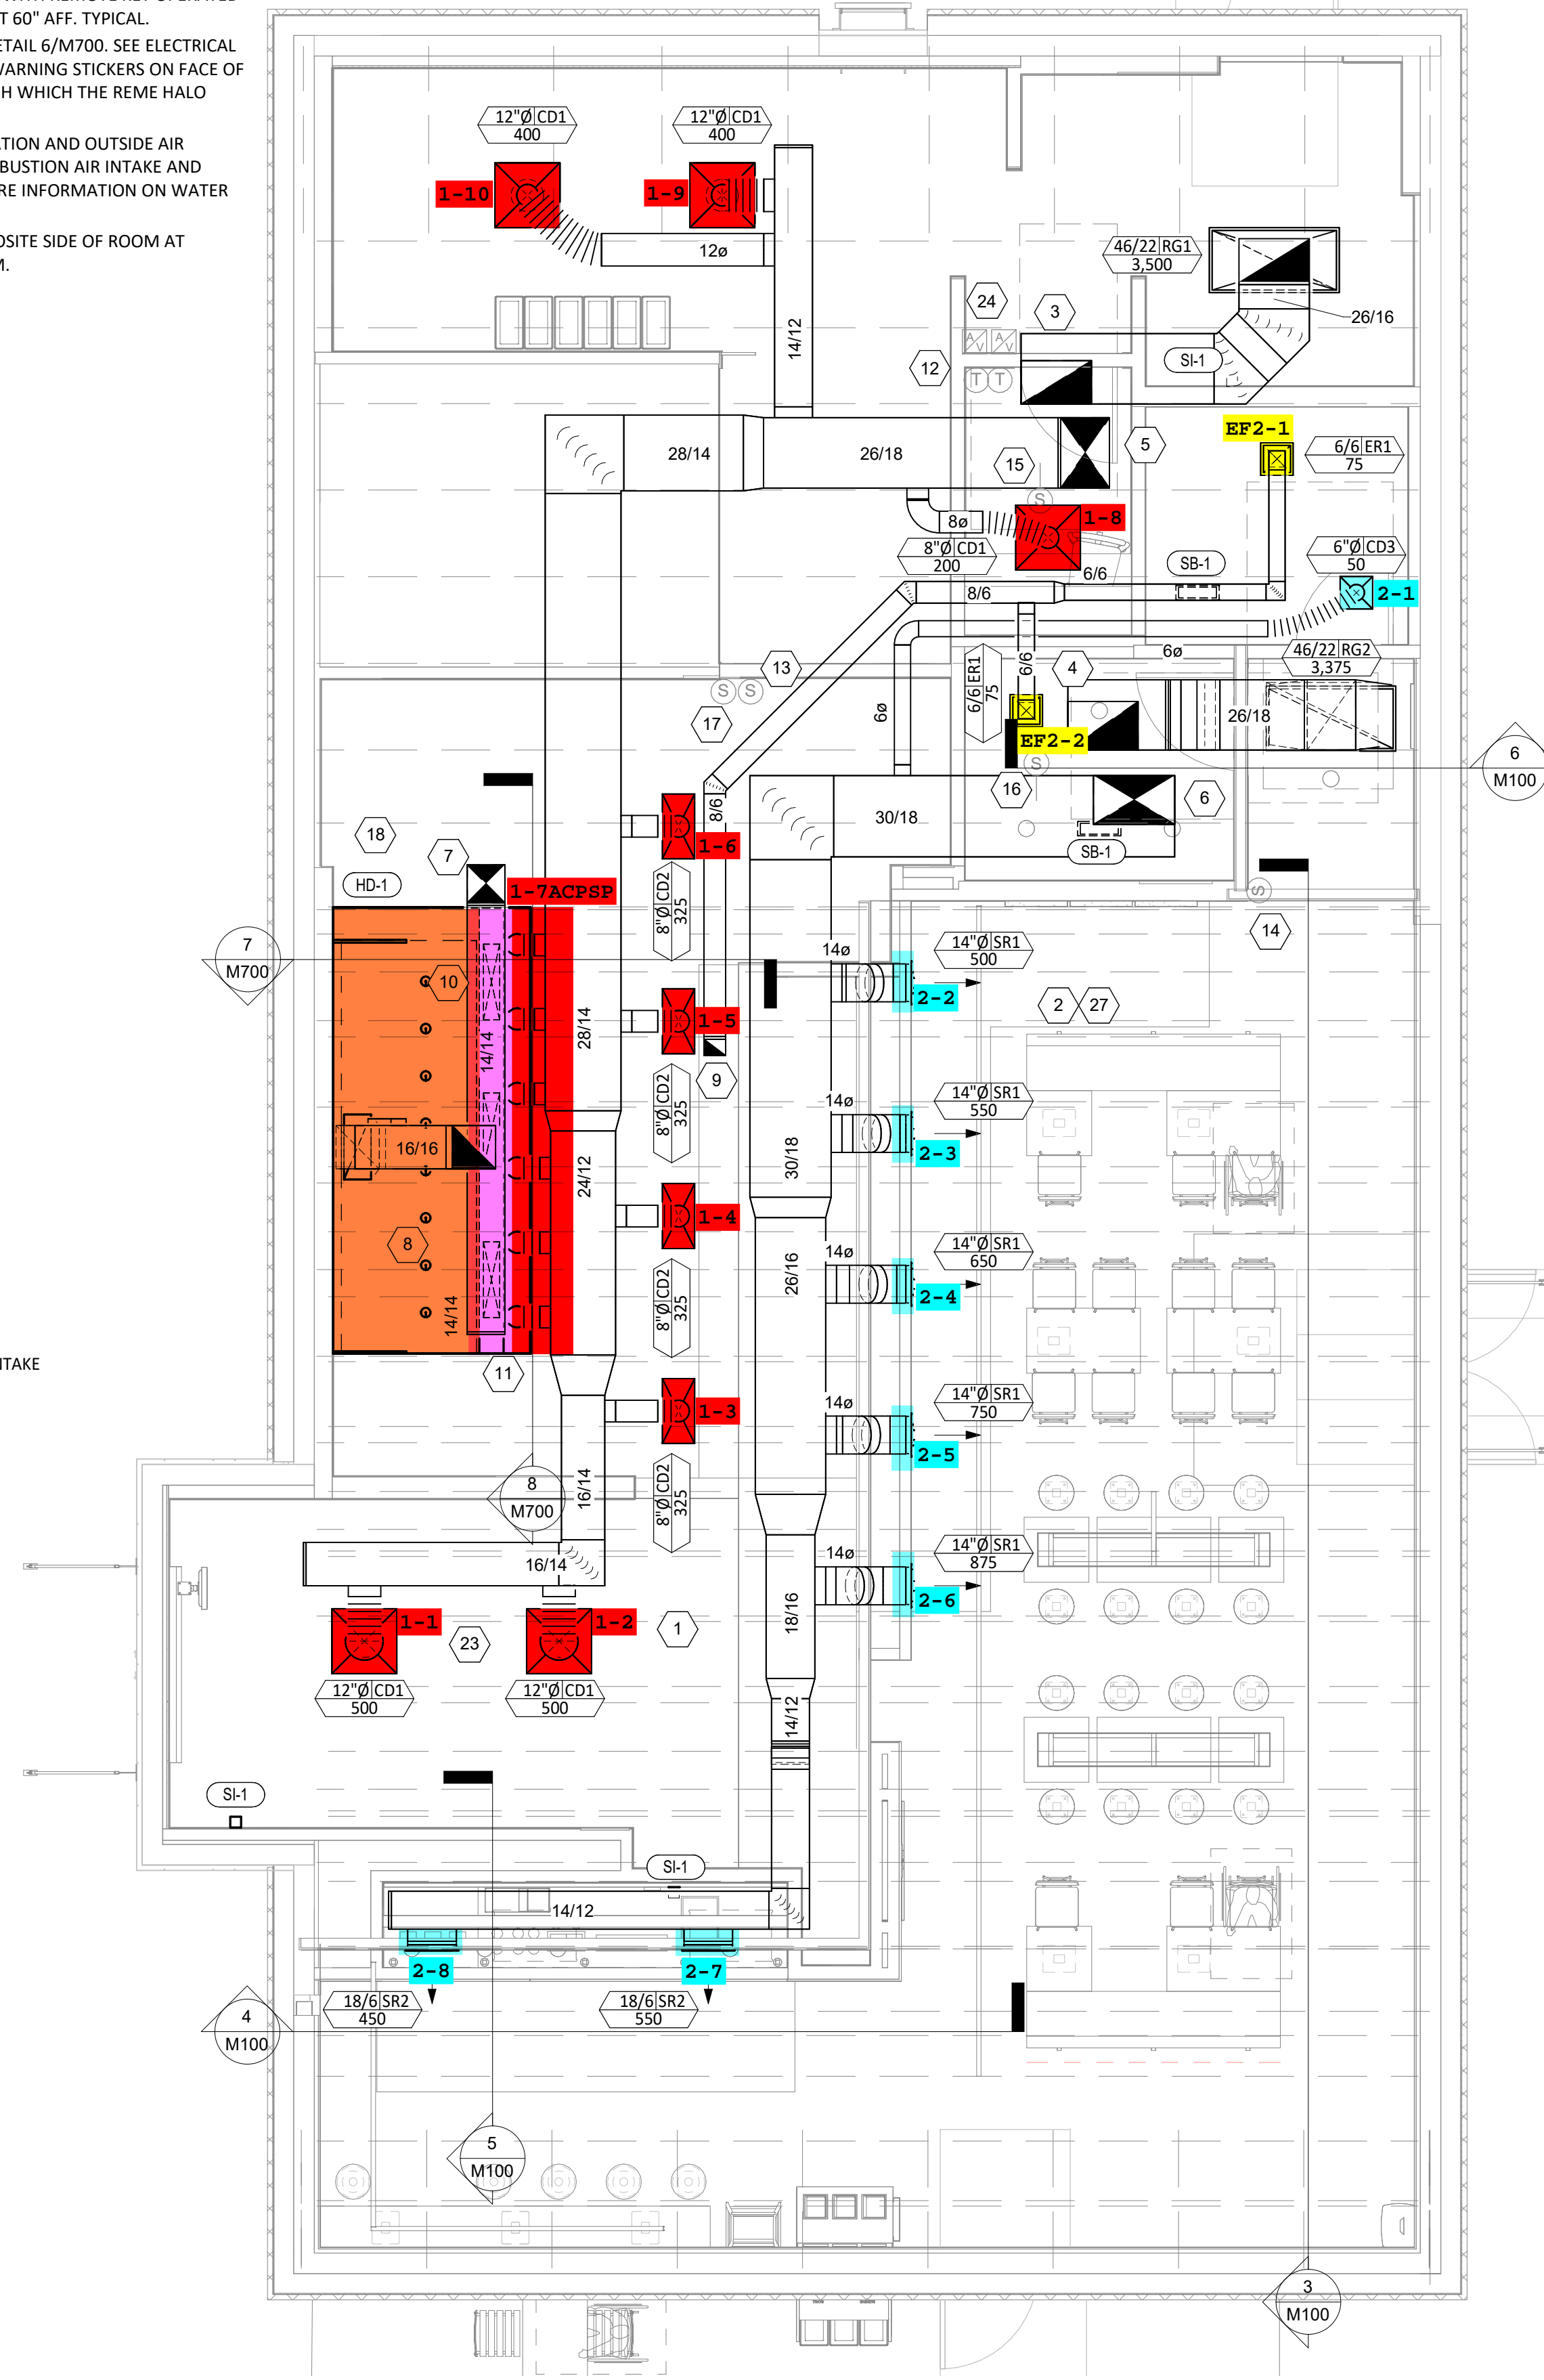 T 60" AFF. TYPICAL.
ETAIL 6/M700. SEE ELECTRICAL
WARNING STICKERS ON FACE OF
H WHICH THE REME HALO
ATION AND OUTSIDE AIR
BUSTION AIR INTAKE AND
RE INFORMATION ON WATER
OSITE SIDE OF ROOM AT
M.
12"Ø CD1
400
12"Ø CD1
400
1-10
1-9
12ø
14/12
46/22 RG1
3,500
26/16
24
3
A/V
A/V
SI-1
12
T
T
28/14
26/18
15
5
EF2-1
6/6 ER1
75
S
8ø
1-8
8"Ø CD1
200
6/6
SB-1
6"Ø CD3
50
2-1
8/6
13
6/6 ER1
75
6/6
4
6ø
46/22 RG2
3,375
S
S
17
6ø
26/18
EF2-2
S
6
M100
16
6
8/6
30/18
SB-1
18
7
1-6
HD-1
1-7ACPSP
8"Ø CD2
325
S
14
7
M700
10
14ø
14"Ø SR1
500
2-2
2
27
14/14
28/14
1-5
9
8"Ø CD2
325
14ø
14"Ø SR1
550
2-3
16/16
24/12
30/18
1-4
8
14ø
14"Ø SR1
650
2-4
26/16
8"Ø CD2
325
14/14
11
1-3
14ø
14"Ø SR1
750
2-5
NTAKE
8
M700
16/14
8"Ø CD2
325
16/14
14ø
14"Ø SR1
875
2-6
18/16
1-1
1-2
23
1
12"Ø CD1
500
12"Ø CD1
500
14/12
SI-1
SI-1
14/12
2-8
2-7
18/6 SR2
450
18/6 SR2
550
4
M100
5
M100
3
M100